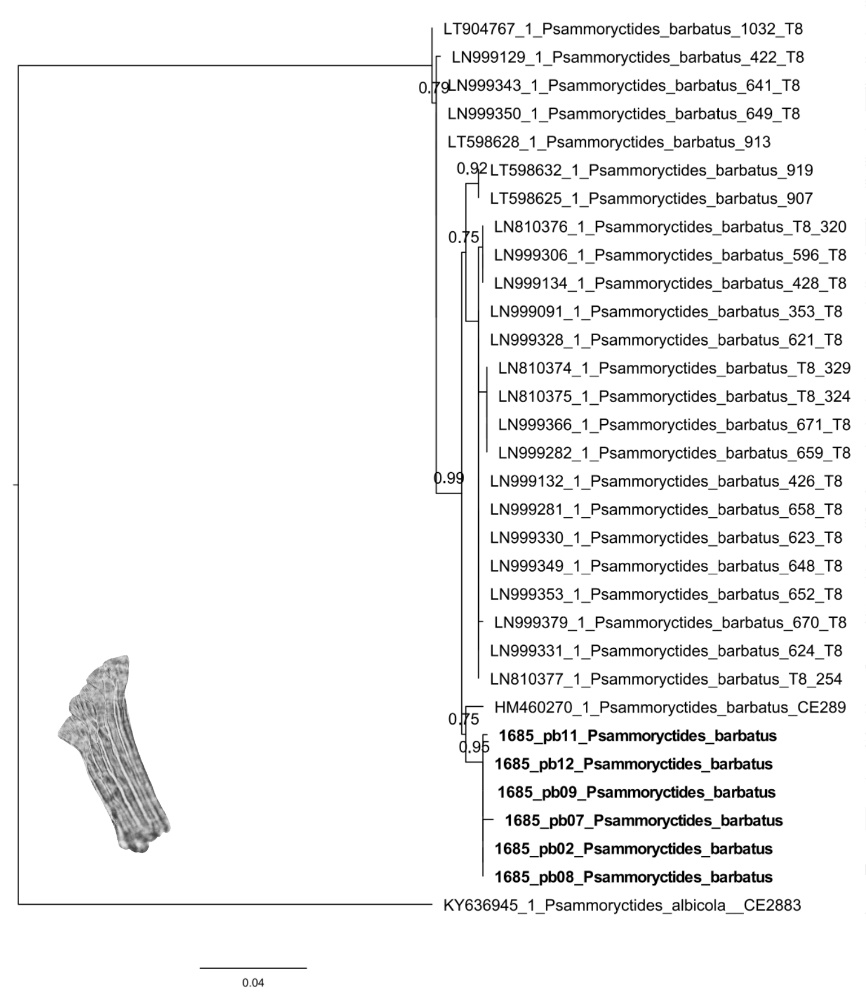 LT904767_1_Psammoryctides_barbatus_1032_T8
LN999129_1_Psammoryctides_barbatus_422_T8
0.79
LN999343_1_Psammoryctides_barbatus_641_T8
LN999350_1_Psammoryctides_barbatus_649_T8
LT598628_1_Psammoryctides_barbatus_913
0.92
LT598632_1_Psammoryctides_barbatus_919
LT598625_1_Psammoryctides_barbatus_907
LN810376_1_Psammoryctides_barbatus_T8_320
0.75
LN999306_1_Psammoryctides_barbatus_596_T8
LN999134_1_Psammoryctides_barbatus_428_T8
LN999091_1_Psammoryctides_barbatus_353_T8
LN999328_1_Psammoryctides_barbatus_621_T8
LN810374_1_Psammoryctides_barbatus_T8_329
LN810375_1_Psammoryctides_barbatus_T8_324
LN999366_1_Psammoryctides_barbatus_671_T8
LN999282_1_Psammoryctides_barbatus_659_T8
0.99
LN999132_1_Psammoryctides_barbatus_426_T8
LN999281_1_Psammoryctides_barbatus_658_T8
LN999330_1_Psammoryctides_barbatus_623_T8
LN999349_1_Psammoryctides_barbatus_648_T8
LN999353_1_Psammoryctides_barbatus_652_T8
LN999379_1_Psammoryctides_barbatus_670_T8
LN999331_1_Psammoryctides_barbatus_624_T8
LN810377_1_Psammoryctides_barbatus_T8_254
HM460270_1_Psammoryctides_barbatus_CE289
0.75
1685_pb11_Psammoryctides_barbatus
0.95
1685_pb12_Psammoryctides_barbatus
1685_pb09_Psammoryctides_barbatus
1685_pb07_Psammoryctides_barbatus
1685_pb02_Psammoryctides_barbatus
1685_pb08_Psammoryctides_barbatus
KY636945_1_Psammoryctides_albicola__CE2883
0.04